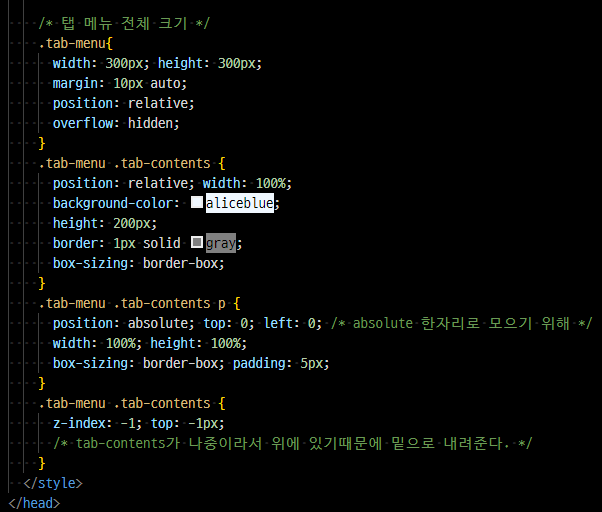 /* 탭 메뉴 전체 크기 */
.tab-menu{
width: 300px; height: 300px;
margin: 10px auto;
position: relative;
overflow: hidden;
}
.tab-menu .tab-contents {
position: relative; width: 100%;
background-color: aliceblue;
height: 200px;
border: 1px solid gray;
box-sizing: border-box;
}
.tab-menu .tab-contents p {
position: absolute; top: 0; left: 0; /* absolute 한자리로 모으기 위해 */
width: 100%; height: 100%;
box-sizing: border-box; padding: 5px;
}
.tab-menu .tab-contents {
z-index: -1; top: -1px;
/* tab-contents가 나중이라서 위에 있기때문에 밑으로 내려준다. */
}
</style>
</head>